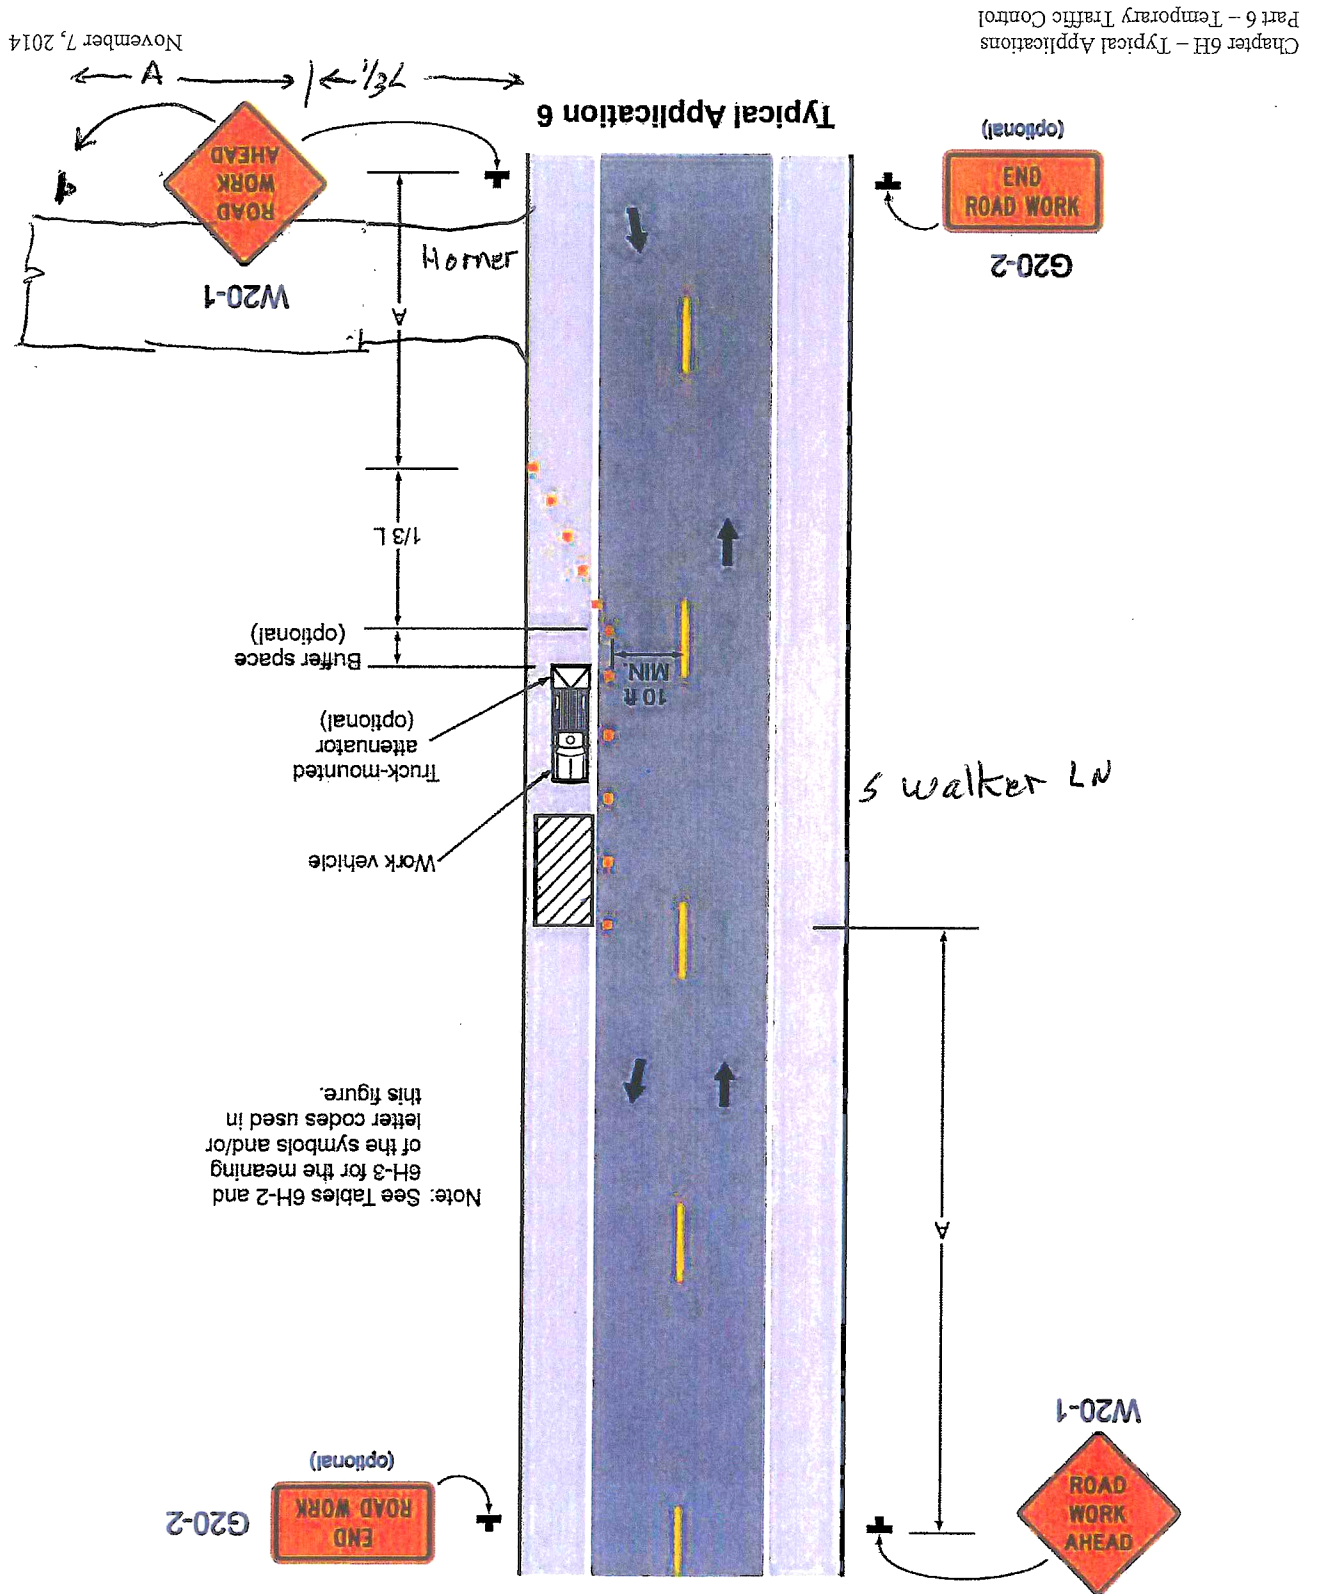 Part 6 – Temporary Traffic Control
Chapter 6H – Typical Applications
November 7, 2014
A
1/3L
Typical Application 6
ROAD
WORK
AHEAD
W20-1
Horner
END
ROAD WORK
(optional)
G20-2
A
1/3 L
Buffer space
(optional)
10 ft
MIN.
Truck-mounted
attenuator
(optional)
Work vehicle
S Walker LN
Note: See Tables 6H-2 and
6H-3 for the meaning
of the symbols and/or
letter codes used in
this figure.
A
END
ROAD WORK
(optional)
G20-2
W20-1
ROAD
WORK
AHEAD